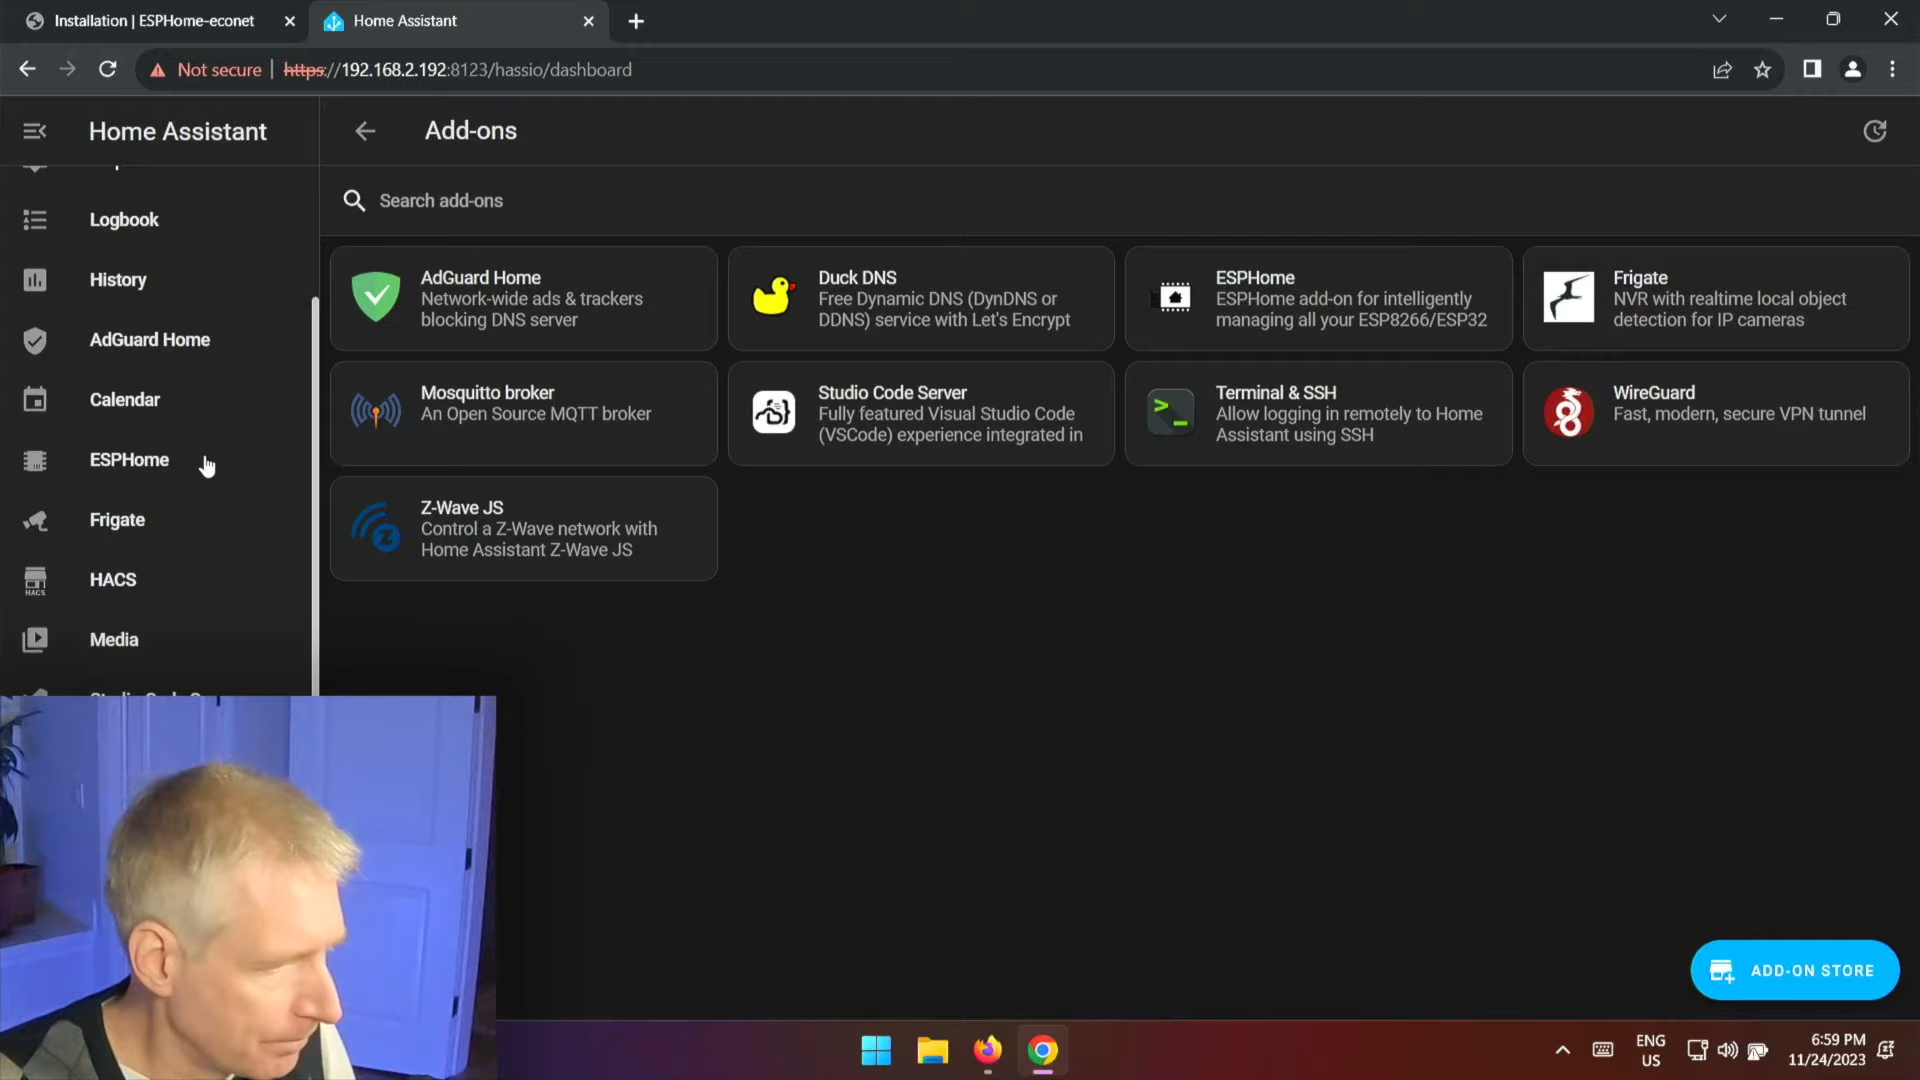 Installation | ESPHome-econet
Home Assistant
Not secure
https://192.168.2.192:8123/hassio/dashboard
Home Assistant
Add-ons
Search add-ons
Logbook
History
AdGuard Home
Calendar
ESPHome
Frigate
HACS
HACS
Media
AdGuard Home
Network-wide ads & trackers
blocking DNS server
Duck DNS
Free Dynamic DNS (DynDNS or
DDNS) service with Let's Encrypt
ESPHome
ESPHome add-on for intelligently
managing all your ESP8266/ESP32
Frigate
NVR with realtime local object
detection for IP cameras
Mosquitto broker
An Open Source MQTT broker
Studio Code Server
Fully featured Visual Studio Code
(VSCode) experience integrated in
Terminal & SSH
Allow logging in remotely to Home
Assistant using SSH
WireGuard
Fast, modern, secure VPN tunnel
Z-Wave JS
Control a Z-Wave network with
Home Assistant Z-Wave JS
ADD-ON STORE
ENG
US
6:59 PM
11/24/2023